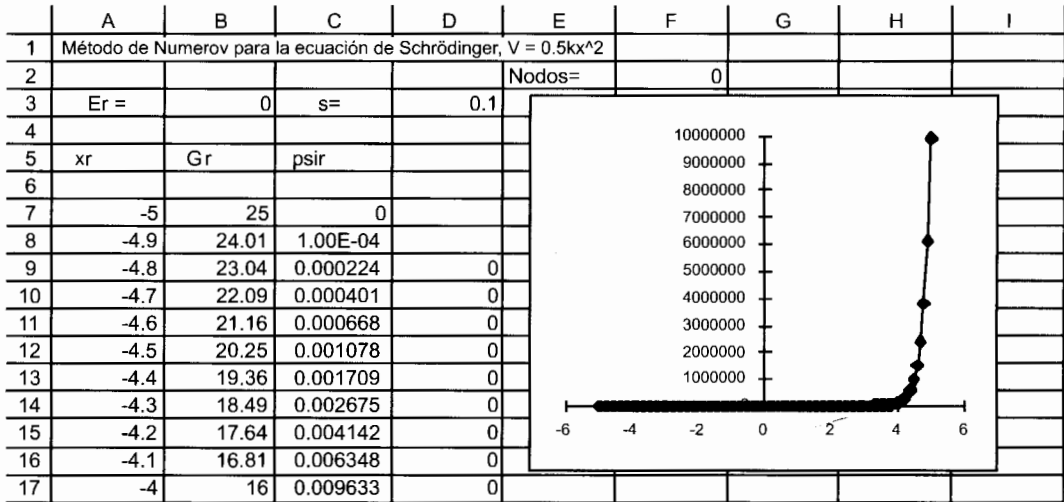 A B C D E F G H I
1 Método de Numerov para la ecuación de Schrödinger, V = 0.5kx^2
2 Nodos= 0
3 Er = 0 s= 0.1
4
5 xr Gr psir
6
7 -5 25 0
8 -4.9 24.01 1.00E-04
9 -4.8 23.04 0.000224 0
10 -4.7 22.09 0.000401 0
11 -4.6 21.16 0.000668 0
12 -4.5 20.25 0.001078 0
13 -4.4 19.36 0.001709 0
14 -4.3 18.49 0.002675 0
15 -4.2 17.64 0.004142 0
16 -4.1 16.81 0.006348 0
17 -4 16 0.009633 0
10000000
9000000
8000000
7000000
6000000
5000000
4000000
3000000
2000000
1000000
-6 -4 -2 0 2 4 6